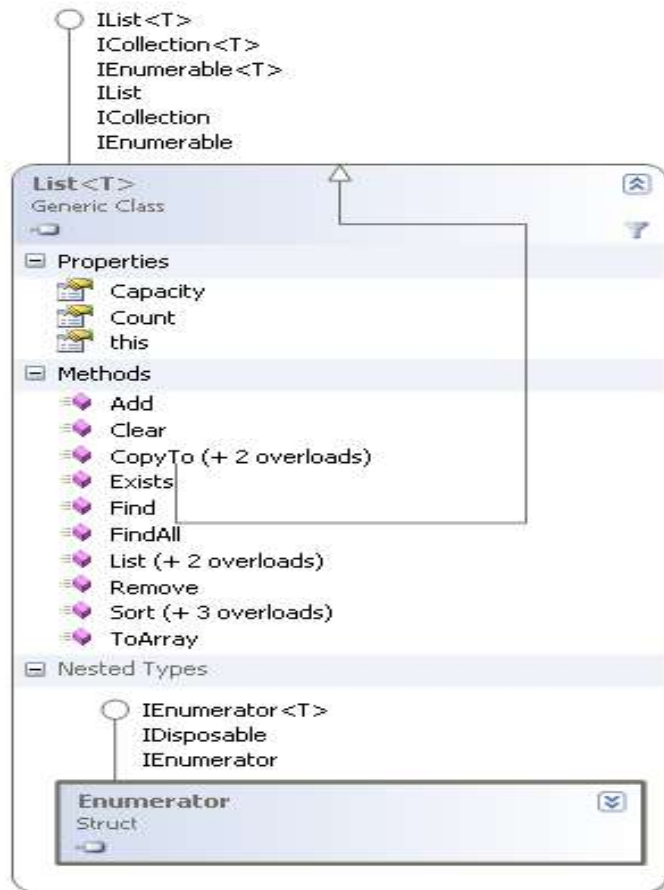 IList<T>
ICollection<T>
IEnumerable<T>
IList
ICollection
IEnumerable
List<T>
Generic Class
Properties
Capacity
Count
this
Methods
Add
Clear
CopyTo (+ 2 overloads)
Exists
Find
FindAll
List (+ 2 overloads)
Remove
Sort (+ 3 overloads)
ToArray
Nested Types
IEnumerator<T>
IDisposable
IEnumerator
Enumerator
Struct